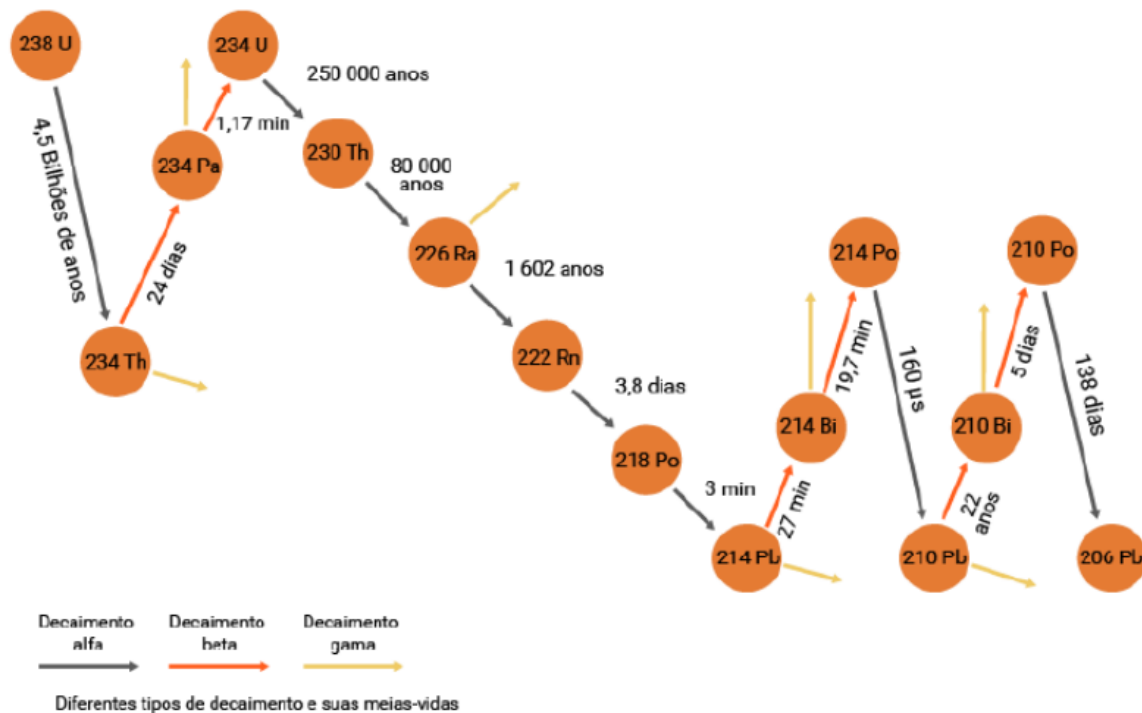 238 U
234 U
250 000 anos
4,5 Bilhões de anos
1,17 min
234 Pa
230 Th
80 000
anos
24 dias
226 Ra
214 Po
210 Po
1 602 anos
234 Th
222 Rn
19,7 min
160 µs
5 dias
138 dias
3,8 dias
214 Bi
210 Bi
218 Po
3 min
27 min
22
anos
214 Pb
210 Pb
206 Pb
Decaimento
alfa
Decaimento
beta
Decaimento
gama
Diferentes tipos de decaimento e suas meias-vidas